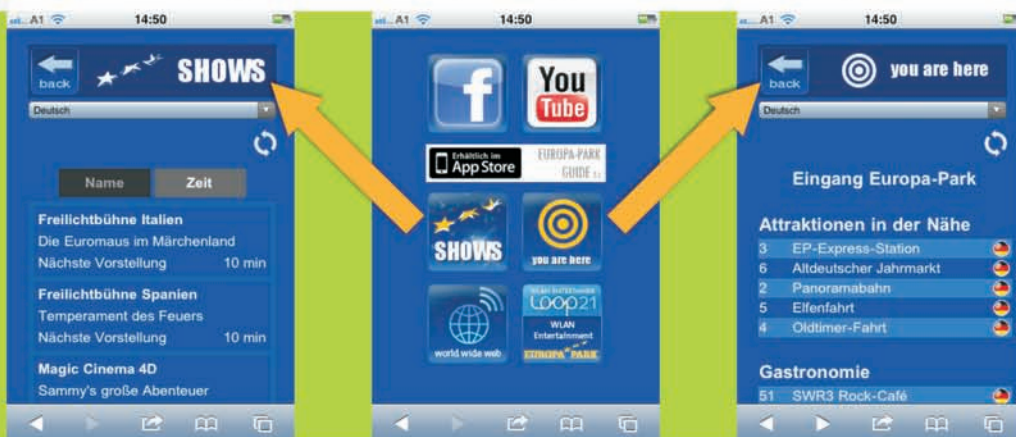 A1 14:50
back
SHOWS
Deutsch
Name Zeit
Freilichtbühne Italien
Die Euromaus im Märchenland
Nächste Vorstellung 10 min
Freilichtbühne Spanien
Temperament des Feuers
Nächste Vorstellung 10 min
Magic Cinema 4D
Sammy's große Abenteuer
A1 14:50
f
You
Tube
Erhältlich im
App Store
EUROPA-PARK
GUIDE
SHOWS
you are here
world wide web
LOOP21
WLAN
Entertainment
EUROPA PARK
A1 14:50
back
you are here
Deutsch
Eingang Europa-Park
Attraktionen in der Nähe
3 EP-Express-Station
6 Altdeutscher Jahrmarkt
2 Panoramabahn
5 Elfenfahrt
4 Oldtimer-Fahrt
Gastronomie
51 SWR3 Rock-Café